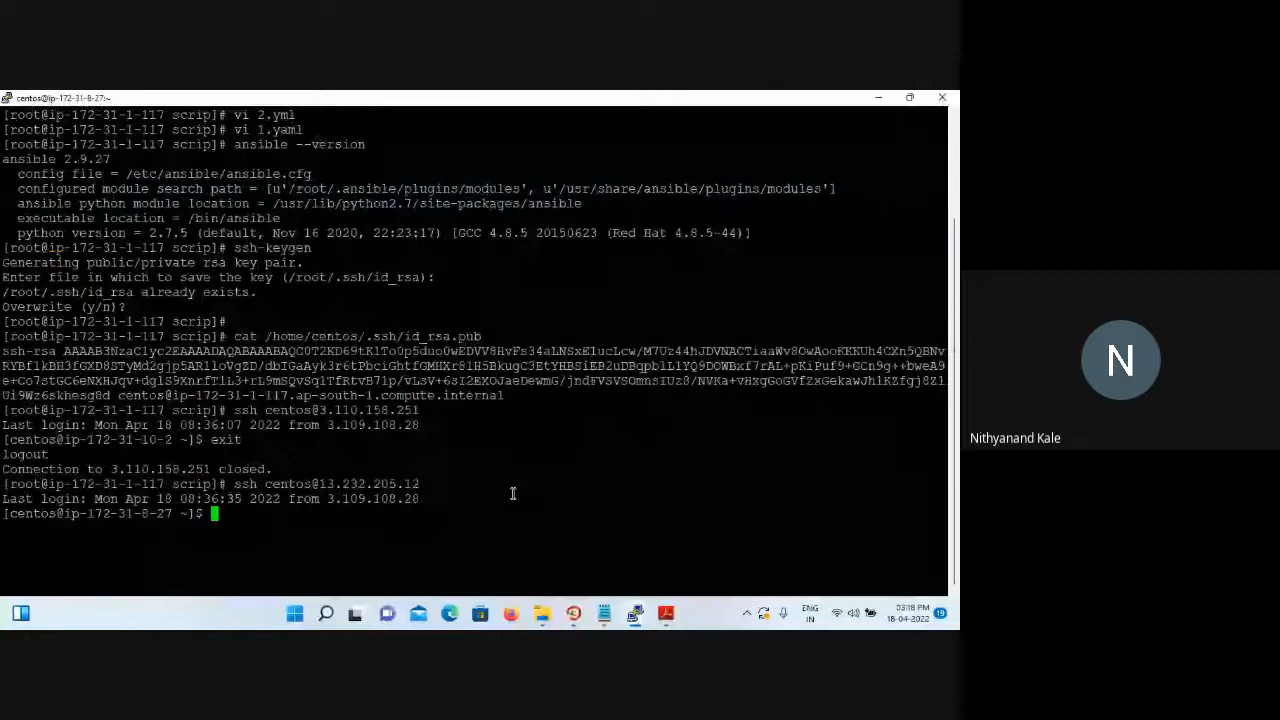 centos@ip-172-31-8-27:~
[root@ip-172-31-1-117 scrip]# vi 2.yml
[root@ip-172-31-1-117 scrip]# vi 1.yaml
[root@ip-172-31-1-117 scrip]# ansible --version
ansible 2.9.27
config file = /etc/ansible/ansible.cfg
configured module search path = [u'/root/.ansible/plugins/modules', u'/usr/share/ansible/plugins/modules']
ansible python module location = /usr/lib/python2.7/site-packages/ansible
executable location = /bin/ansible
python version = 2.7.5 (default, Nov 16 2020, 22:23:17) [GCC 4.8.5 20150623 (Red Hat 4.8.5-44)]
[root@ip-172-31-1-117 scrip]# ssh-keygen
Generating public/private rsa key pair.
Enter file in which to save the key (/root/.ssh/id_rsa):
/root/.ssh/id_rsa already exists.
Overwrite (y/n)?
[root@ip-172-31-1-117 scrip]#
[root@ip-172-31-1-117 scrip]# cat /home/centos/.ssh/id_rsa.pub
ssh-rsa
centos@ip-172-31-1-117.ap-south-1.compute.internal
[root@ip-172-31-1-117 scrip]# ssh centos@3.110.158.251
Last login: Mon Apr 18 08:36:07 2022 from 3.109.108.28
[centos@ip-172-31-10-2 ~]$ exit
logout
Connection to 3.110.158.251 closed.
[root@ip-172-31-1-117 scrip]# ssh centos@13.232.205.12
Last login: Mon Apr 18 08:36:35 2022 from 3.109.108.28
[centos@ip-172-31-8-27 ~]$
N
Nithyanand Kale
ENG
IN
03:18 PM
18-04-2022
19